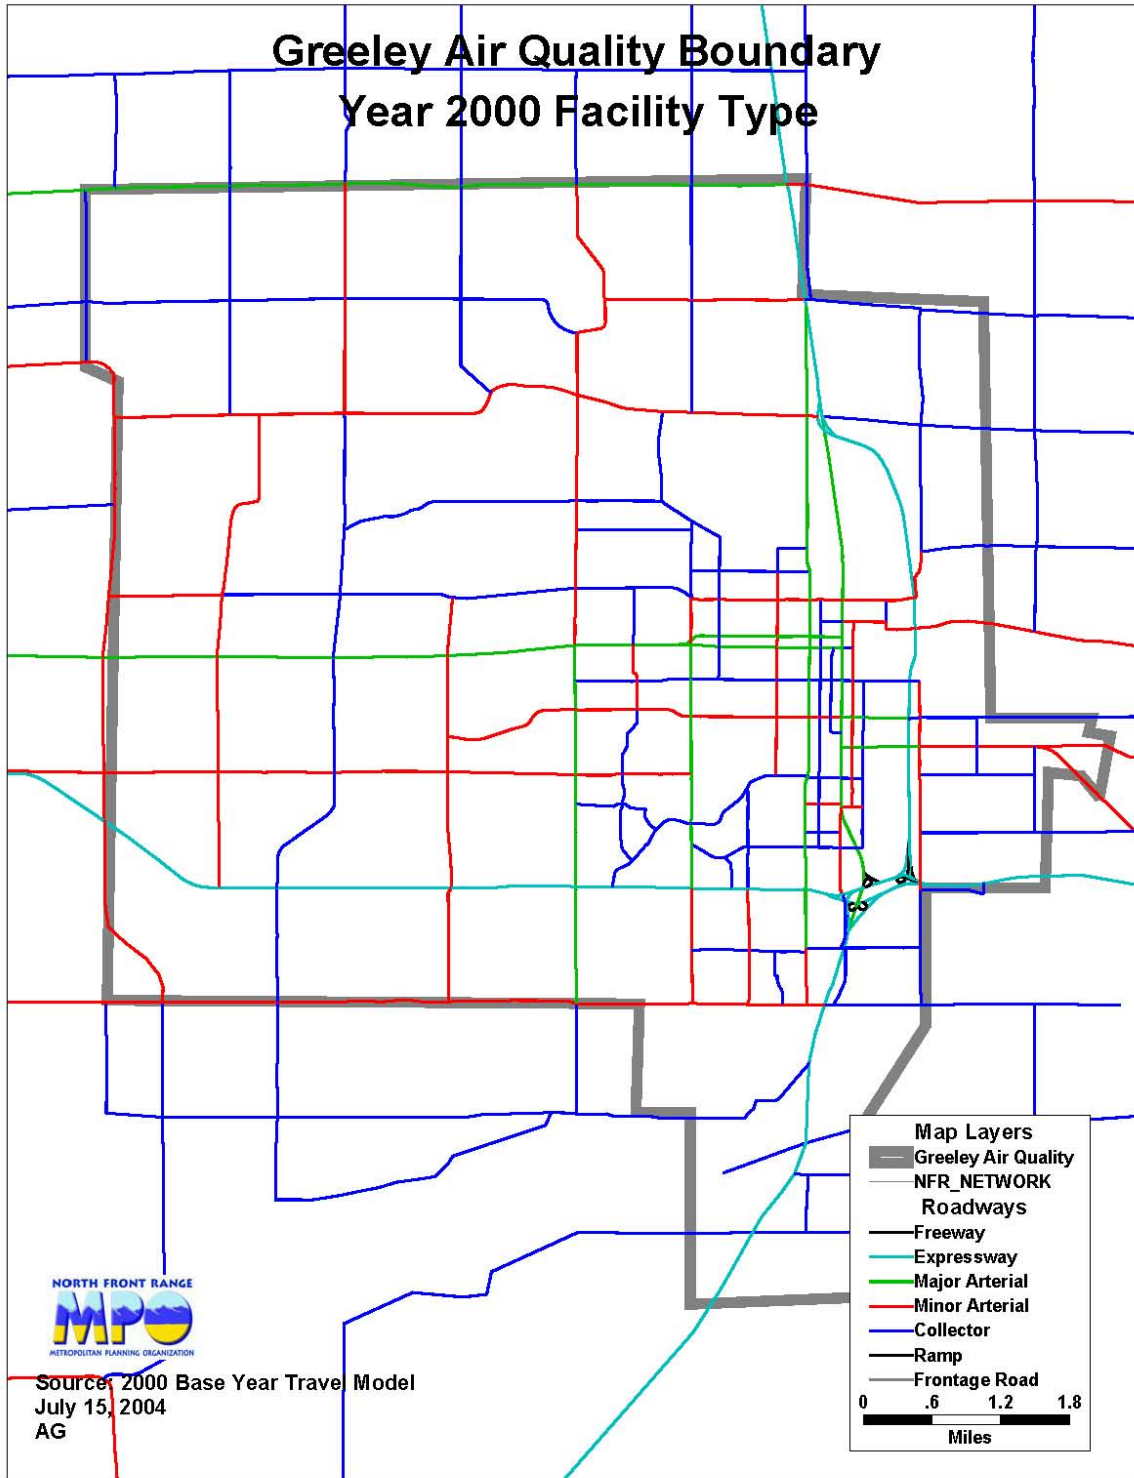 Greeley Air Quality Boundary
Year 2000 Facility Type
Map Layers
Greeley Air Quality
NFR_NETWORK
Roadways
Freeway
Expressway
Major Arterial
Minor Arterial
Collector
Ramp
Frontage Road
0 .6 1.2 1.8
Miles
NORTH FRONT RANGE
MPO
METROPOLITAN PLANNING ORGANIZATION
Source: 2000 Base Year Travel Model
July 15, 2004
AG